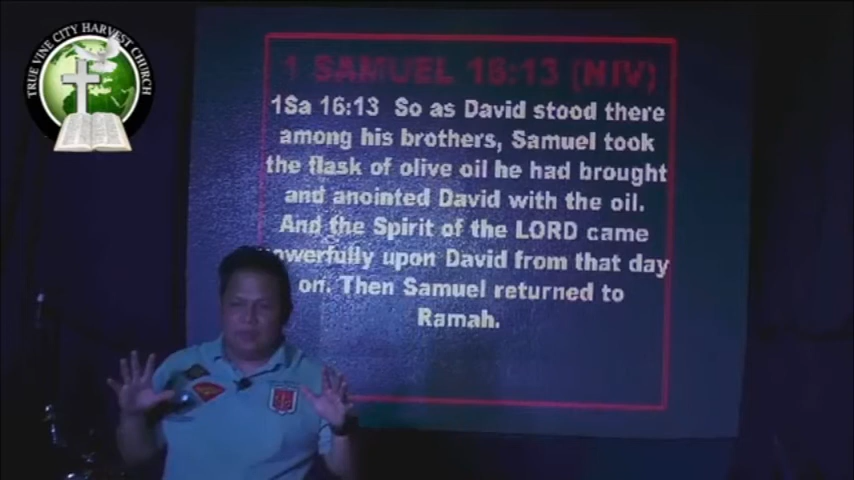 TRUE VINE CITY HARVEST CHURCH
1 SAMUEL 16:13 (NIV)
1Sa 16:13 So as David stood there
among his brothers, Samuel took
the flask of olive oil he had brought
and anointed David with the oil.
And the Spirit of the LORD came
powerfully upon David from that day
on. Then Samuel returned to
Ramah.